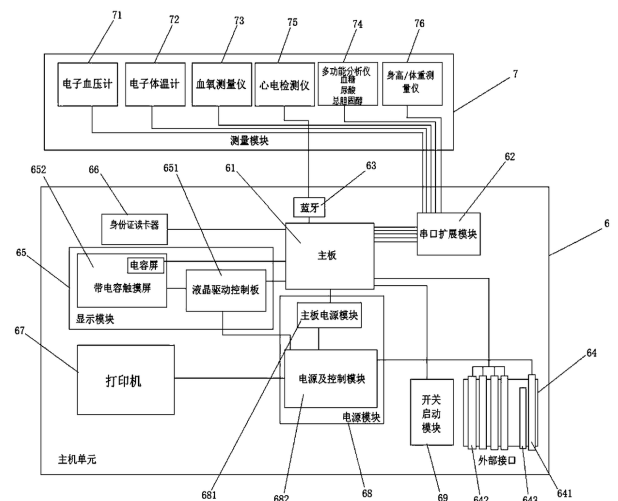 71
72
73
75
74
76
电子血压计
电子体温计
血氧测量仪
心电检测仪
多功能分析仪
血糖
尿酸
总胆固醇
身高/体重测
量仪
7
测量模块
652
66
651
61
63
62
蓝牙
身份证读卡器
主板
串口扩展模块
6
65
电容屏
带电容触摸屏
液晶驱动控制板
显示模块
主板电源模块
67
打印机
电源及控制模块
64
开关
启动
模块
电源模块
主机单元
外部接口
681
682
68
69
642
643
641